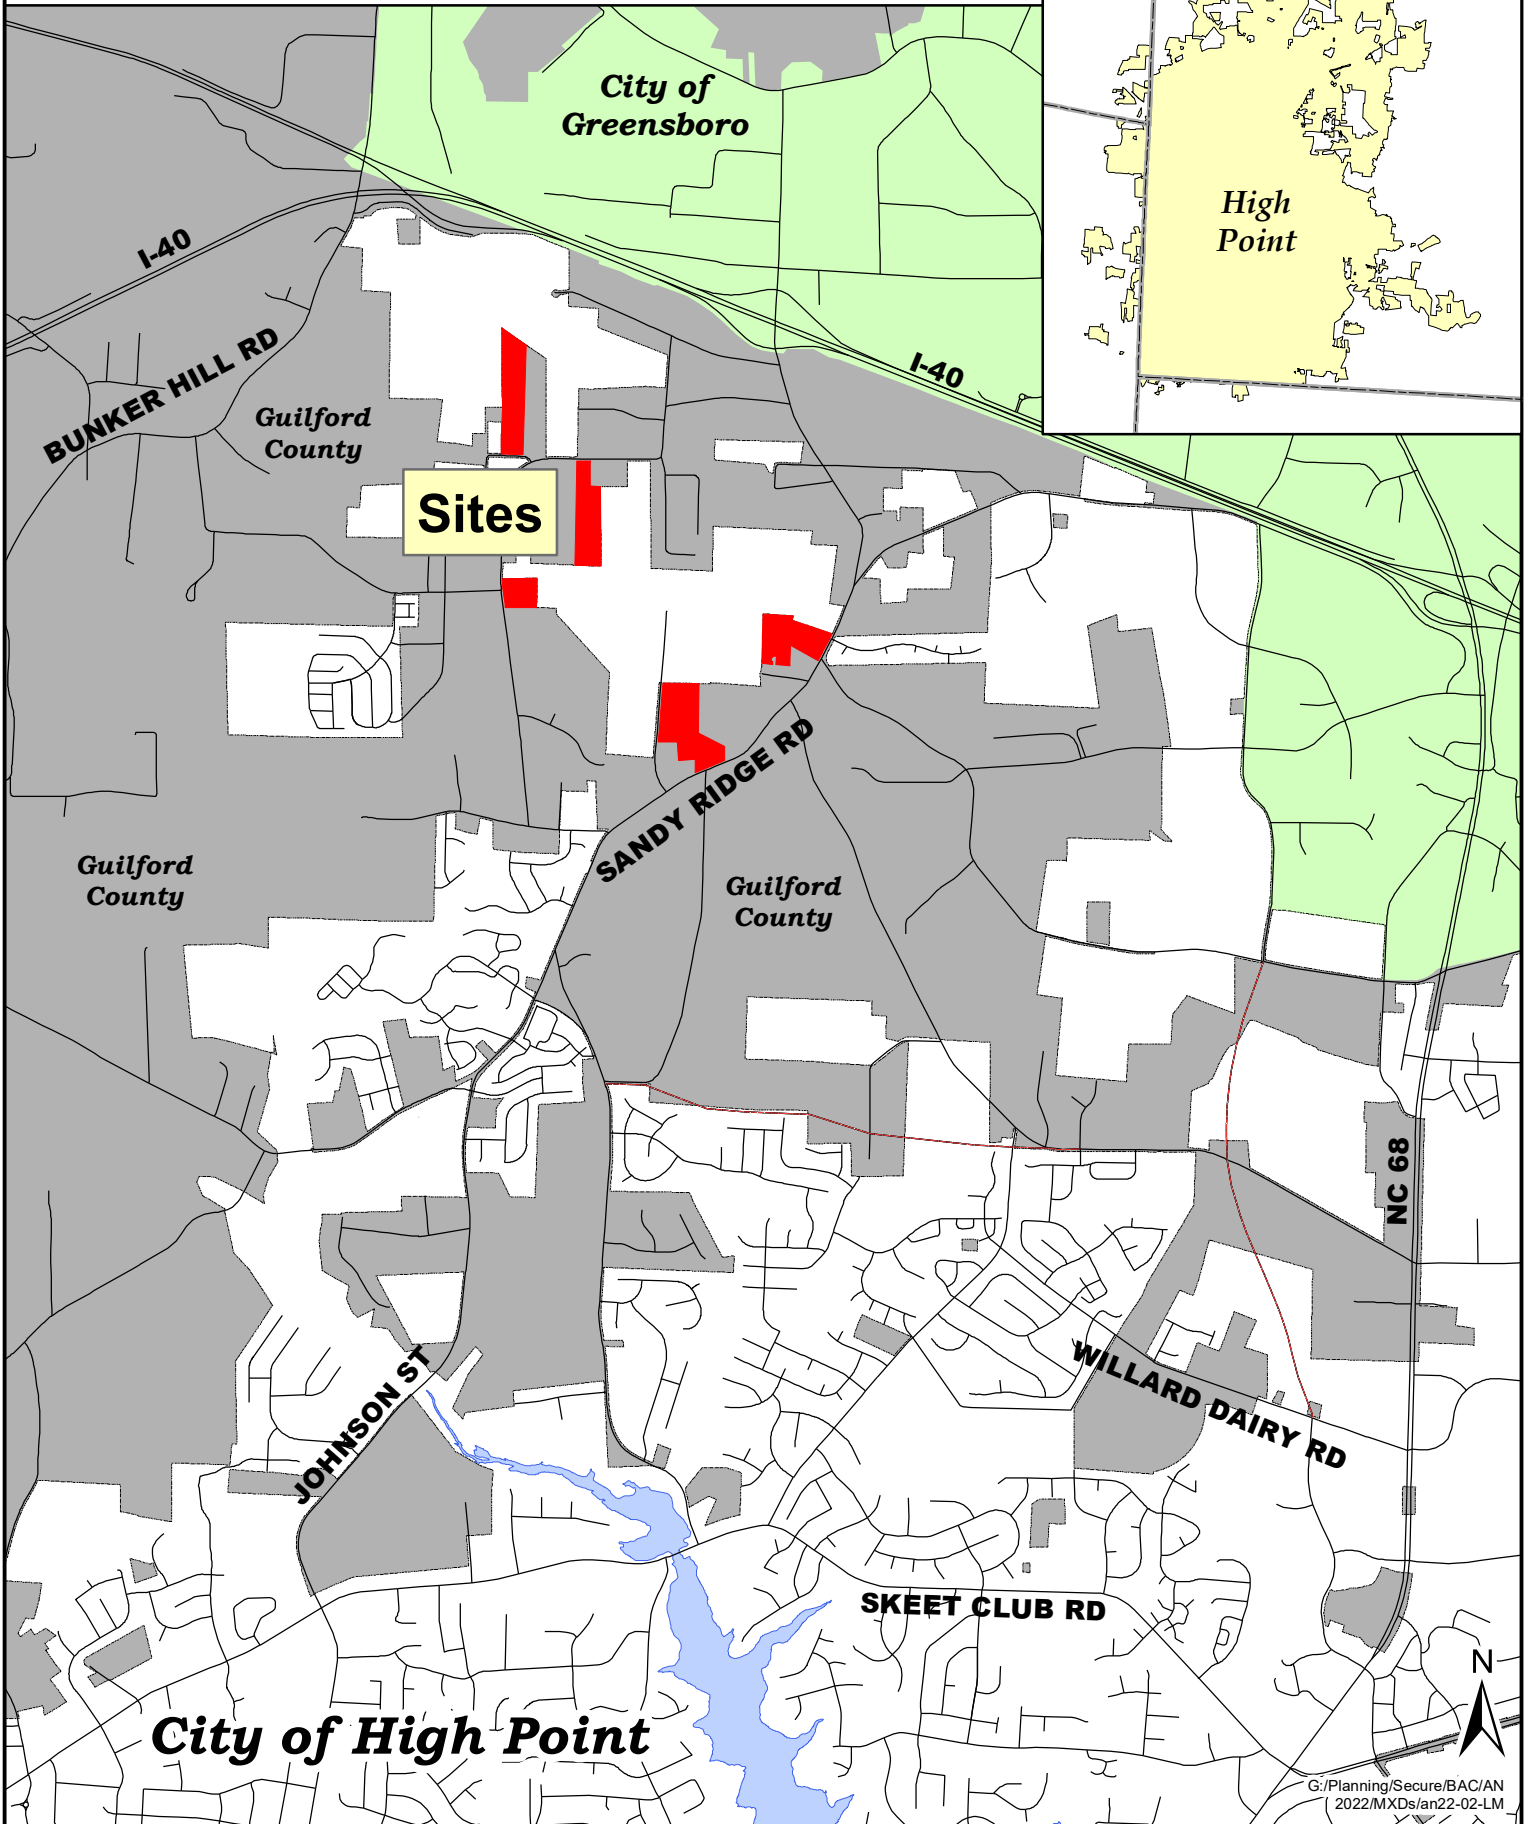 City of
Greensboro
High
Point
I-40
I-40
BUNKER HILL RD
Guilford
County
Sites
SANDY RIDGE RD
Guilford
County
Guilford
County
NC 68
WILLARD DAIRY RD
JOHNSON ST
SKEET CLUB RD
N
City of High Point
G:/Planning/Secure/BAC/AN
2022/MXDs/an22-02-LM